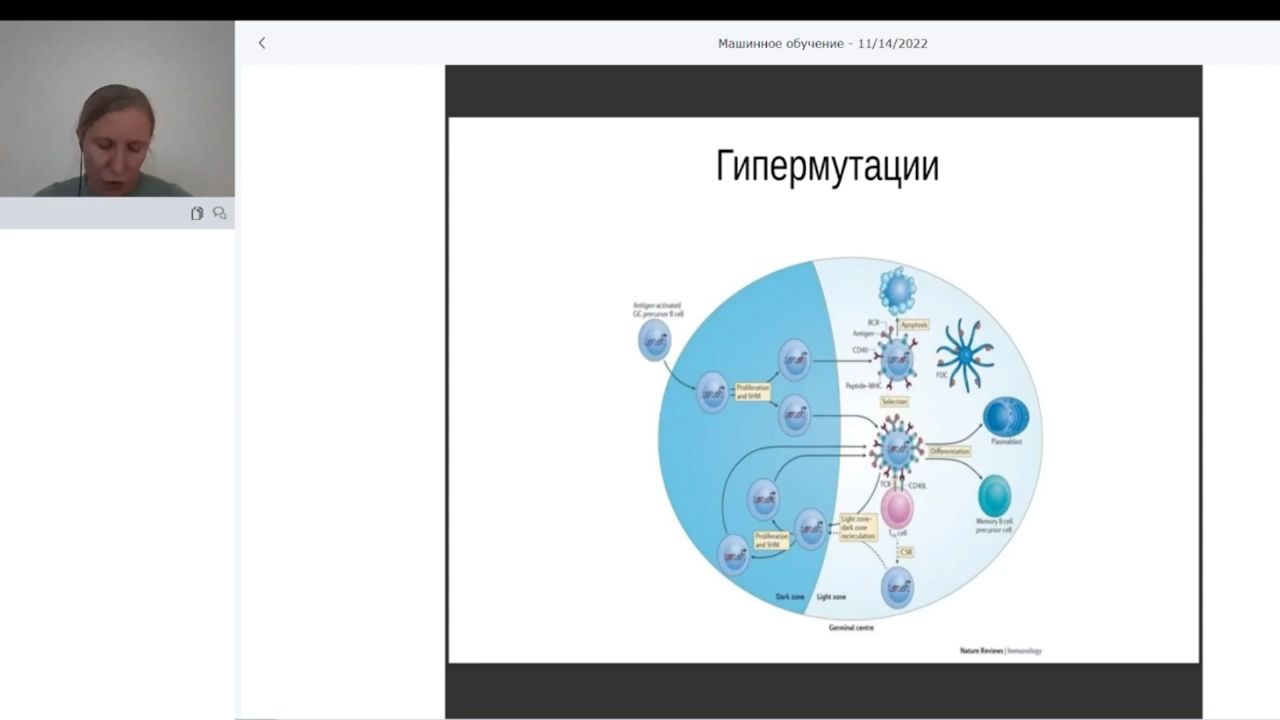 Машинное обучение - 11/14/2022
Гипермутации
Antigen-activated
GC precursor B cell
Proliferation
and SHM
BCR
Antigen
CD40
Peptide-MHC
Apoptosis
FDC
Selection
Plasmablast
Differentiation
TCR
CD40L
Memory B cell
precursor cell
Light zone–
dark zone
recirculation
Proliferation
and SHM
cell
CSR
Dark zone
Light zone
Germinal centre
Nature Reviews | Immunology